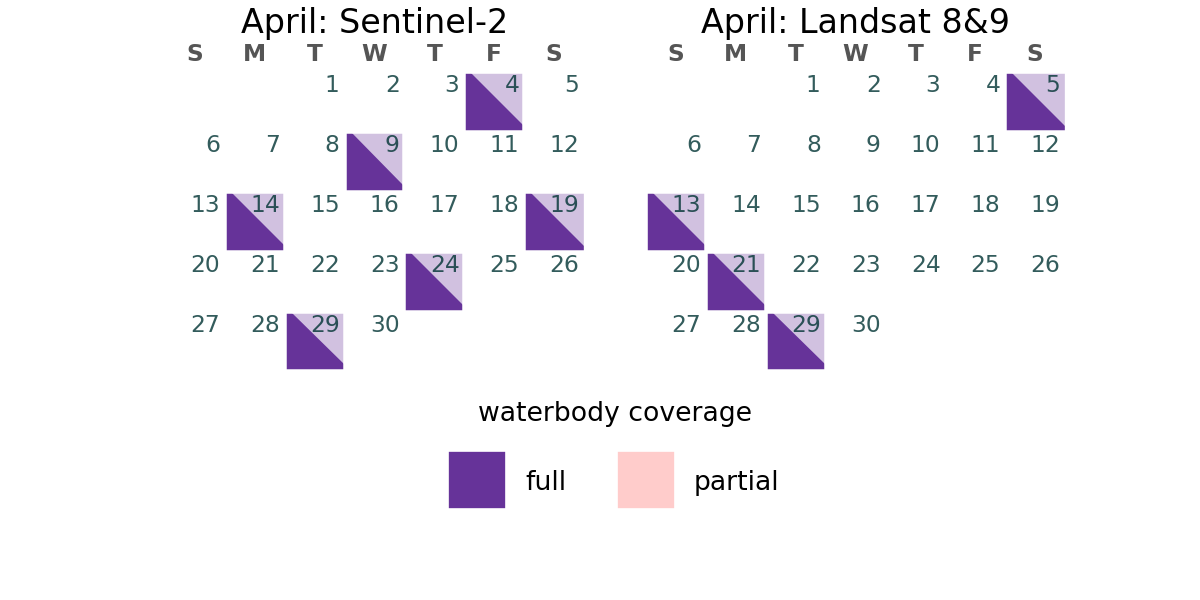 April: Sentinel-2
S M T W T F S
1 2 3 4 5
6 7 8 9 10 11 12
13 14 15 16 17 18 19
20 21 22 23 24 25 26
27 28 29 30
April: Landsat 8&9
S M T W T F S
1 2 3 4 5
6 7 8 9 10 11 12
13 14 15 16 17 18 19
20 21 22 23 24 25 26
27 28 29 30
waterbody coverage
full
partial